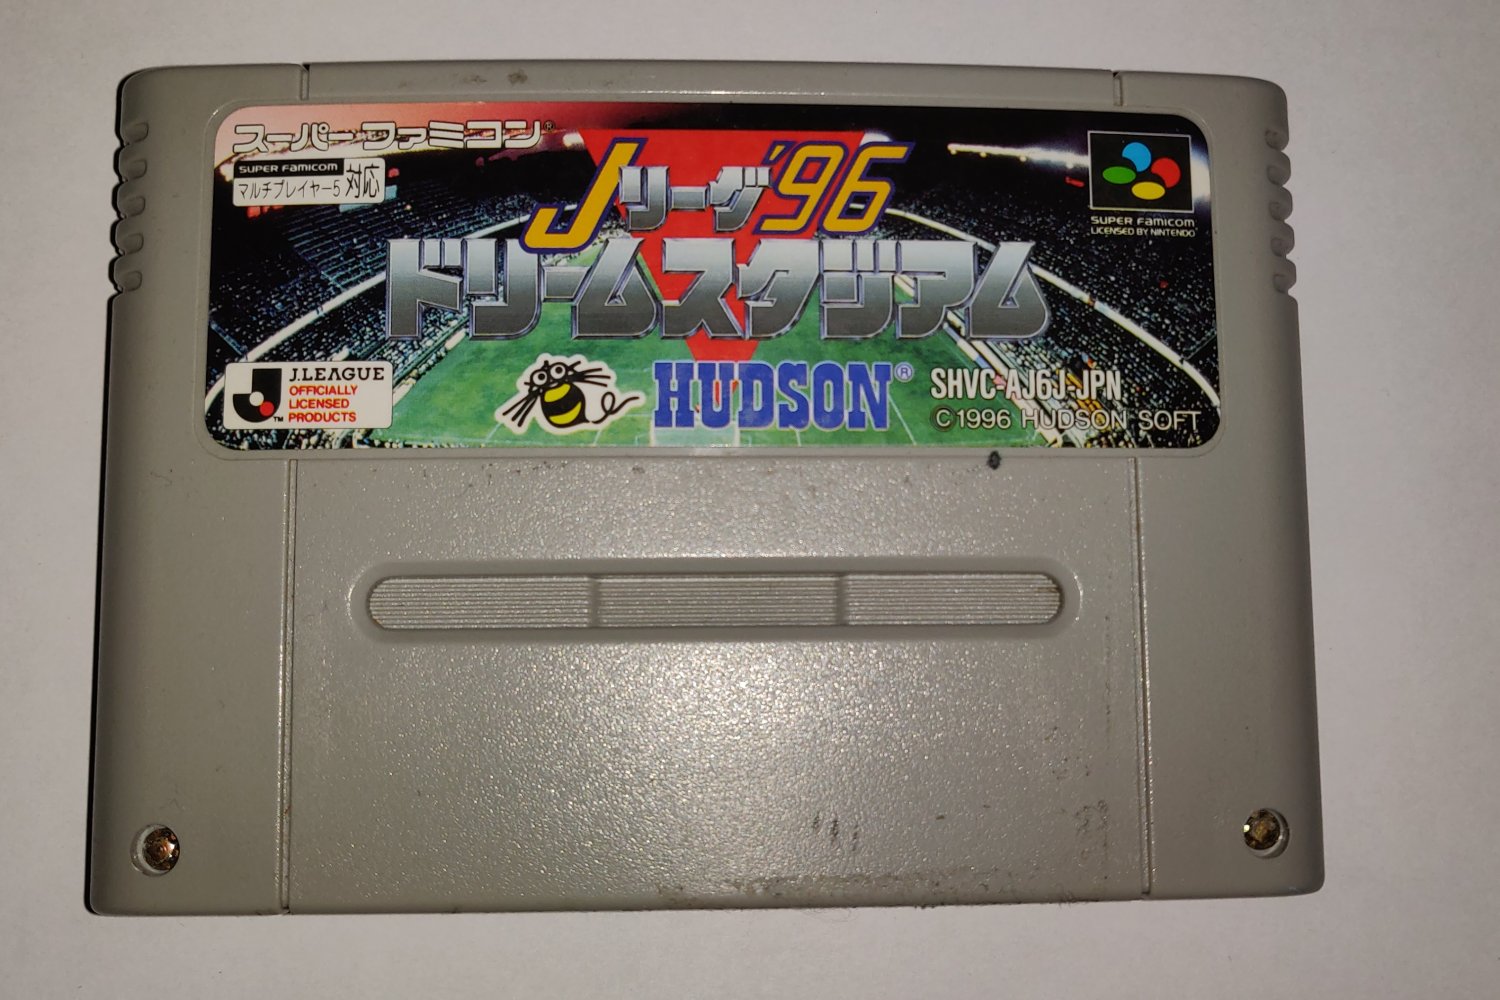 スーパーファミコン®
SUPER FAMICOM
マルチプレイヤー5 対応
Jリーグ'96
ドリームスタジアム
SUPER FAMICOM
LICENSED BY NINTENDO
J.LEAGUE
OFFICIALLY
LICENSED
PRODUCTS
TM
HUDSON®
SHVC-AJ6J-JPN
©1996 HUDSON SOFT